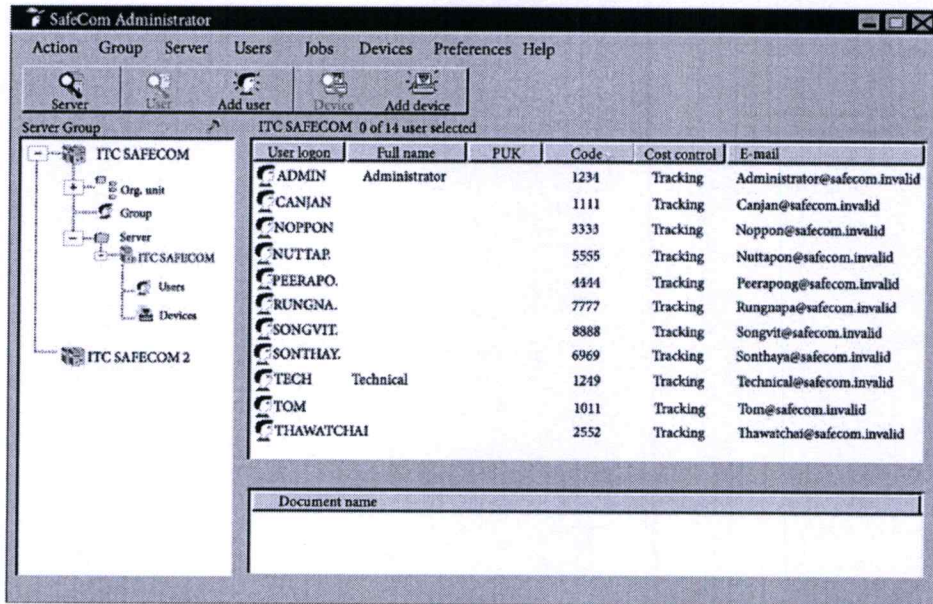 SafeCom Administrator
Action Group Server Users Jobs Devices Preferences Help
Server User Add user Device Add device
Server Group
ITC SAFECOM 0 of 14 user selected
ITC SAFECOM
Org. unit
Group
Server
ITC SAFECOM
Users
Devices
ITC SAFECOM 2
User logon Full name PUK Code Cost control E-mail
ADMIN Administrator 1234 Tracking Administrator@safecom.invalid
CANJAN 1111 Tracking Canjan@safecom.invalid
NOPPON 3333 Tracking Noppon@safecom.invalid
NUTTAP. 5555 Tracking Nuttapon@safecom.invalid
PEERAPO. 4444 Tracking Peerapong@safecom.invalid
RUNGNA. 7777 Tracking Rungnapa@safecom.invalid
SONGVIT. 8888 Tracking Songvit@safecom.invalid
SONTHAY. 6969 Tracking Sonthaya@safecom.invalid
TECH Technical 1249 Tracking Technical@safecom.invalid
TOM 1011 Tracking Tom@safecom.invalid
THAWATCHAI 2552 Tracking Thawatchai@safecom.invalid
Document name